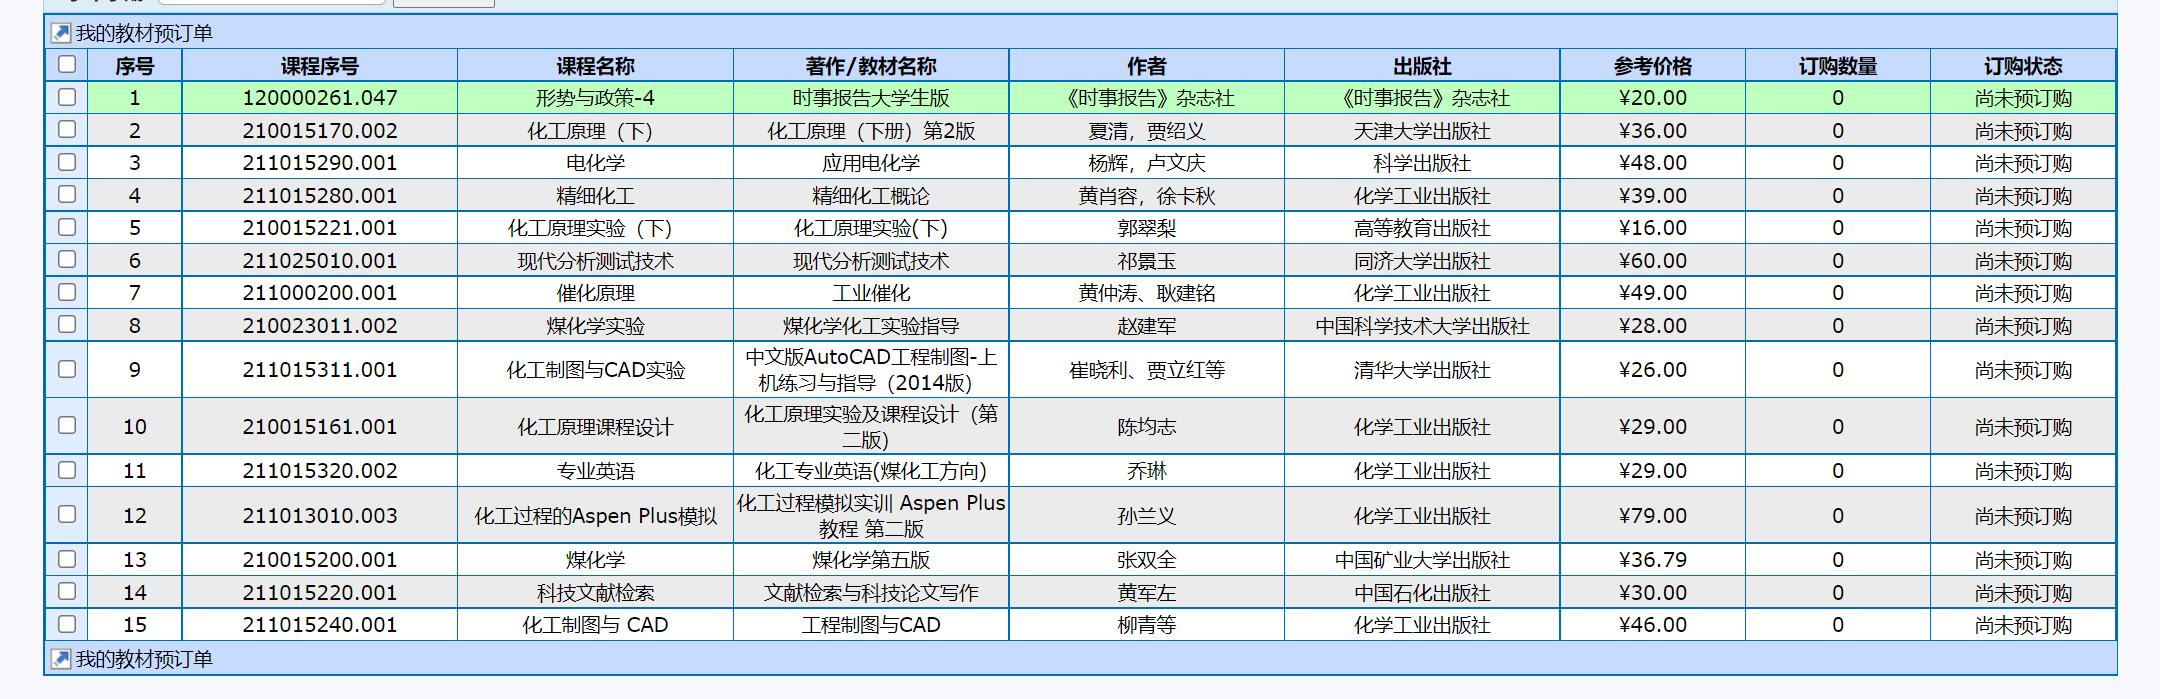 我的教材预订单
序号 课程序号 课程名称 著作/教材名称 作者 出版社 参考价格 订购数量 订购状态
1 120000261.047 形势与政策-4 时事报告大学生版 《时事报告》杂志社 《时事报告》杂志社 ¥20.00 0 尚未预订购
2 210015170.002 化工原理（下） 化工原理（下册）第2版 夏清，贾绍义 天津大学出版社 ¥36.00 0 尚未预订购
3 211015290.001 电化学 应用电化学 杨辉，卢文庆 科学出版社 ¥48.00 0 尚未预订购
4 211015280.001 精细化工 精细化工概论 黄肖容，徐卡秋 化学工业出版社 ¥39.00 0 尚未预订购
5 210015221.001 化工原理实验（下） 化工原理实验(下) 郭翠梨 高等教育出版社 ¥16.00 0 尚未预订购
6 211025010.001 现代分析测试技术 现代分析测试技术 祁景玉 同济大学出版社 ¥60.00 0 尚未预订购
7 211000200.001 催化原理 工业催化 黄仲涛、耿建铭 化学工业出版社 ¥49.00 0 尚未预订购
8 210023011.002 煤化学实验 煤化学化工实验指导 赵建军 中国科学技术大学出版社 ¥28.00 0 尚未预订购
9 211015311.001 化工制图与CAD实验 中文版AutoCAD工程制图-上
机练习与指导（2014版） 崔晓利、贾立红等 清华大学出版社 ¥26.00 0 尚未预订购
10 210015161.001 化工原理课程设计 化工原理实验及课程设计（第
二版） 陈均志 化学工业出版社 ¥29.00 0 尚未预订购
11 211015320.002 专业英语 化工专业英语(煤化工方向) 乔琳 化学工业出版社 ¥29.00 0 尚未预订购
12 211013010.003 化工过程的Aspen Plus模拟 化工过程模拟实训| Aspen Plus
教程 第二版 孙兰义 化学工业出版社 ¥79.00 0 尚未预订购
13 210015200.001 煤化学 煤化学第五版 张双全 中国矿业大学出版社 ¥36.79 0 尚未预订购
14 211015220.001 科技文献检索 文献检索与科技论文写作 黄军左 中国石化出版社 ¥30.00 0 尚未预订购
15 211015240.001 化工制图与 CAD 工程制图与CAD 柳青等 化学工业出版社 ¥46.00 0 尚未预订购
我的教材预订单